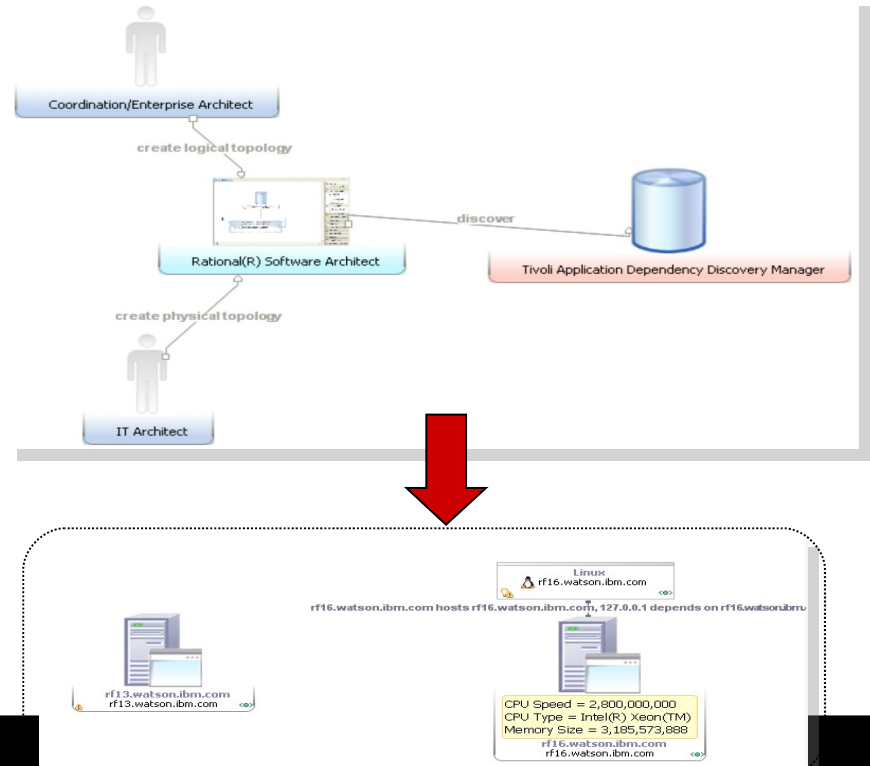 Coordination/Enterprise Architect
create logical topology
discover
Rational(R) Software Architect
Tivoli Application Dependency Discovery Manager
create physical topology
IT Architect
Linux
rf16.watson.ibm.com
rf16.watson.ibm.com hosts rf16.watson.ibm.com, 127.0.0.1 depends on rf16.watson.ibm.
rf13.watson.ibm.com
rf13.watson.ibm.com
CPU Speed = 2,800,000,000
CPU Type = Intel(R) Xeon(TM)
Memory Size = 3,185,573,888
rf16.watson.ibm.com
rf16.watson.ibm.com